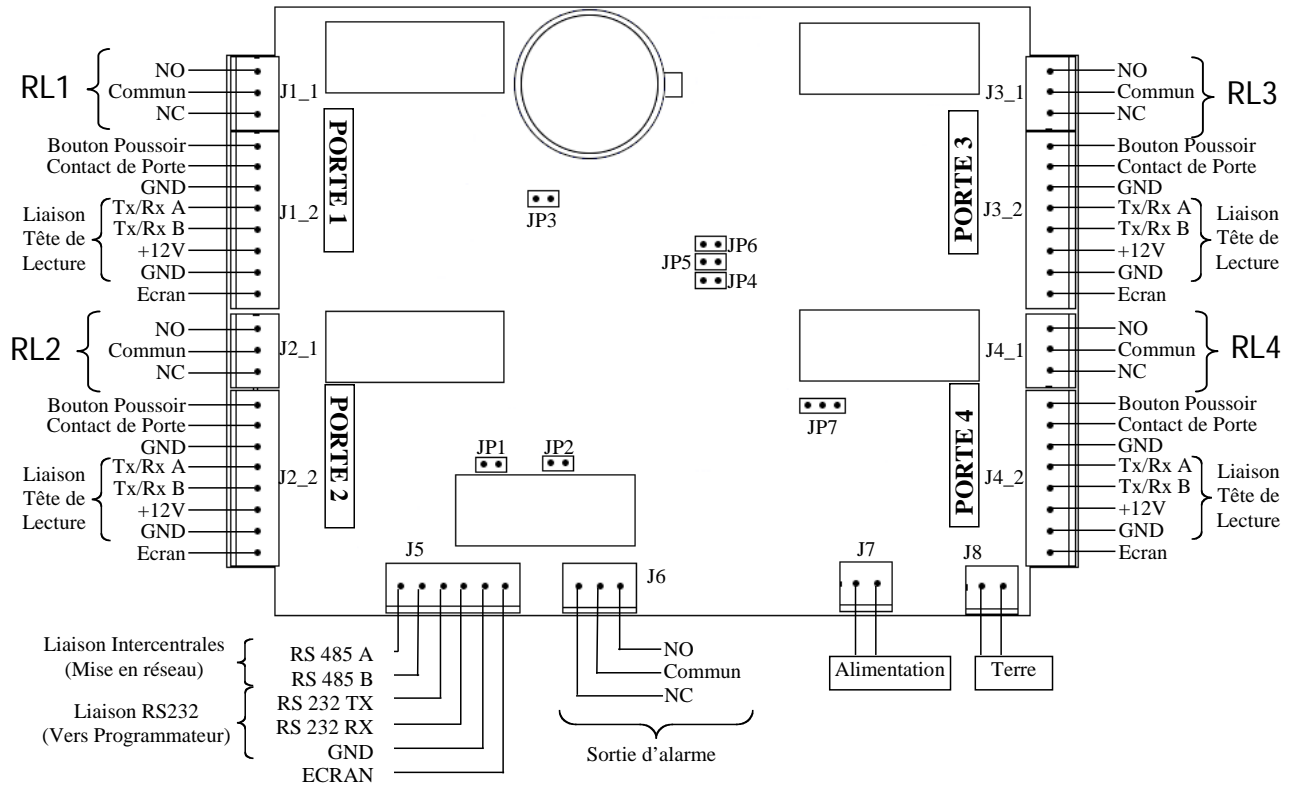 RL1
NO
Commun
NC
J1_1
Bouton Poussoir
Contact de Porte
GND
Tx/Rx A
Tx/Rx B
+12V
GND
Ecran
Liaison
Tête de
Lecture
J1_2
PORTE 1
RL2
NO
Commun
NC
J2_1
Bouton Poussoir
Contact de Porte
GND
Tx/Rx A
Tx/Rx B
+12V
GND
Ecran
Liaison
Tête de
Lecture
J2_2
PORTE 2
JP3
JP6
JP5
JP4
JP7
JP1
JP2
RL3
NO
Commun
NC
J3_1
PORTE 3
J3_2
Bouton Poussoir
Contact de Porte
GND
Tx/Rx A
Tx/Rx B
+12V
GND
Ecran
Liaison
Tête de
Lecture
RL4
NO
Commun
NC
J4_1
PORTE 4
J4_2
Bouton Poussoir
Contact de Porte
GND
Tx/Rx A
Tx/Rx B
+12V
GND
Ecran
Liaison
Tête de
Lecture
J5
J6
J7
J8
Liaison Intercentrales
(Mise en réseau)
RS 485 A
RS 485 B
Liaison RS232
(Vers Programmateur)
RS 232 TX
RS 232 RX
GND
ECRAN
NO
Commun
NC
Sortie d'alarme
Alimentation
Terre